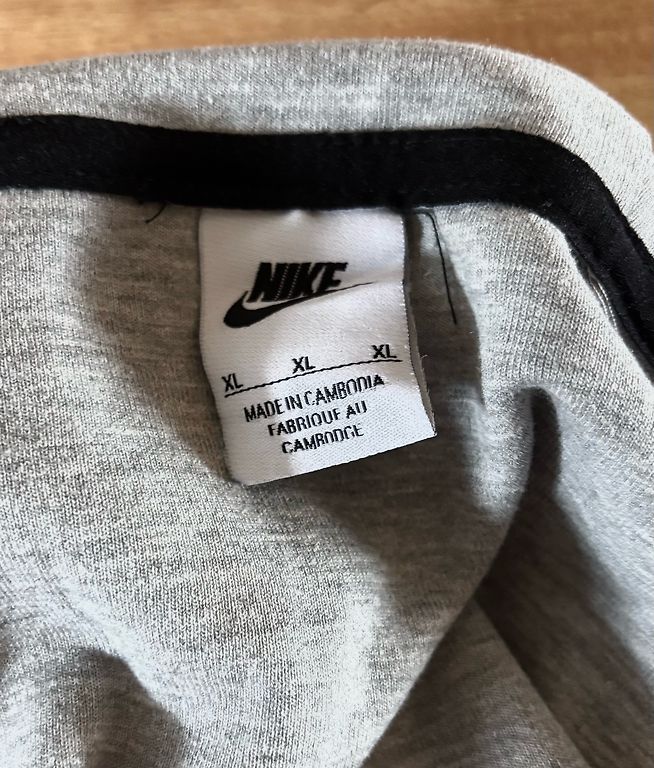 NIKE
XL XL XL
MADE IN CAMBODIA
FABRIQUE AU
CAMBODGE